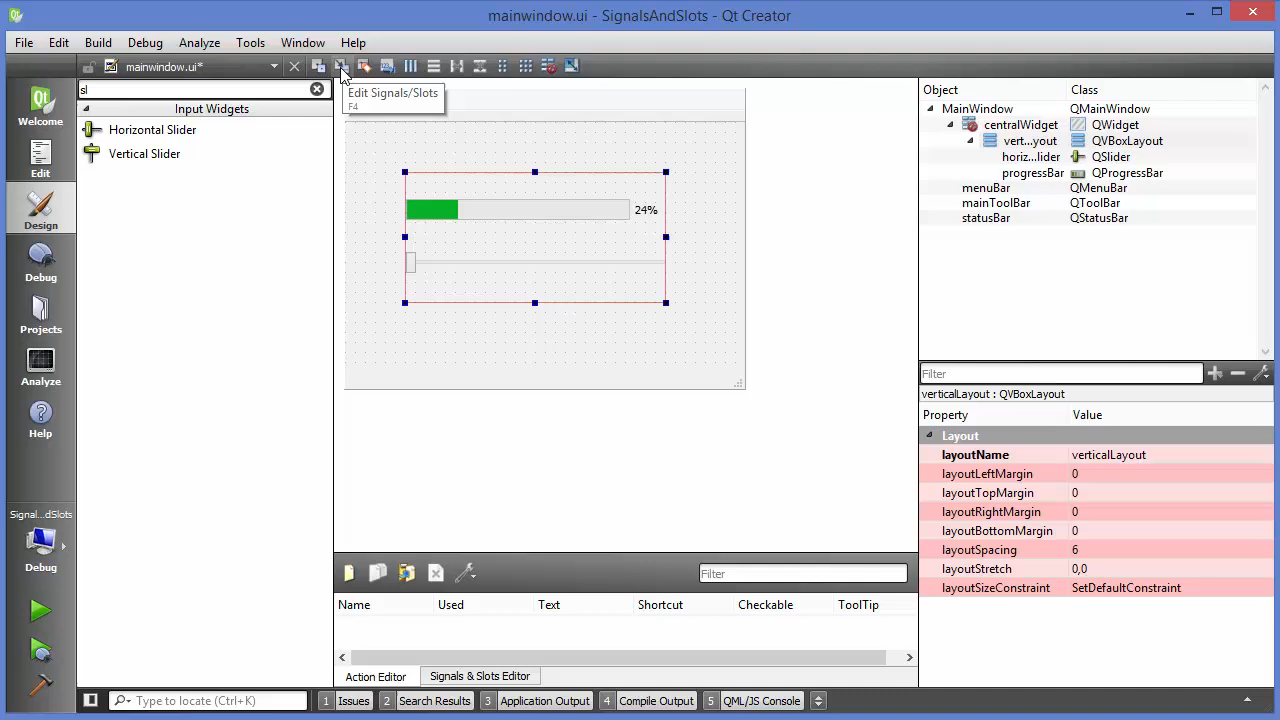 mainwindow.ui - SignalsAndSlots - Qt Creator
File Edit Build Debug Analyze Tools Window Help
mainwindow.ui*
sl
Edit Signals/Slots
F4
Input Widgets
Horizontal Slider
Vertical Slider
Welcome
Edit
Design
Debug
Projects
Analyze
Help
Signal...dSlots
Debug
24%
Object Class
MainWindow QMainWindow
centralWidget QWidget
vert...yout QVBoxLayout
horiz...lider QSlider
progressBar QProgressBar
menuBar QMenuBar
mainToolBar QToolBar
statusBar QStatusBar
Filter
verticalLayout : QVBoxLayout
Property Value
Layout
layoutName verticalLayout
layoutLeftMargin 0
layoutTopMargin 0
layoutRightMargin 0
layoutBottomMargin 0
layoutSpacing 6
layoutStretch 0,0
layoutSizeConstraint SetDefaultConstraint
Filter
Name Used Text Shortcut Checkable ToolTip
Action Editor Signals & Slots Editor
Type to locate (Ctrl+K) 1 Issues 2 Search Results 3 Application Output 4 Compile Output 5 QML/JS Console